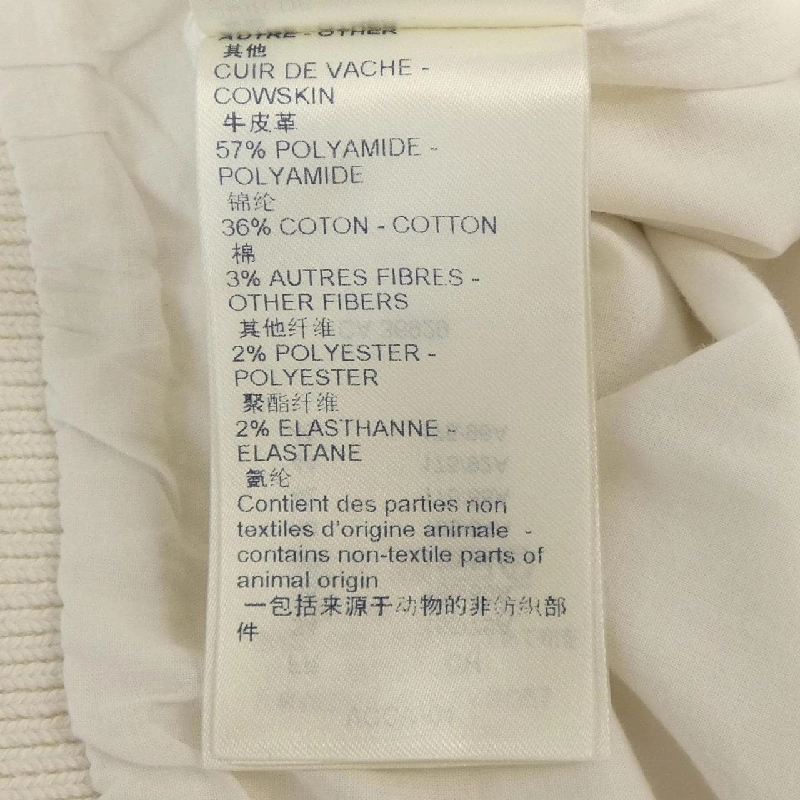 AUTRE - OTHER
其他
CUIR DE VACHE -
COWSKIN
牛皮革
57% POLYAMIDE -
POLYAMIDE
锦纶
36% COTON - COTTON
棉
3% AUTRES FIBRES -
OTHER FIBERS
其他纤维
2% POLYESTER -
POLYESTER
聚酯纤维
2% ELASTHANNE -
ELASTANE
氨纶
Contient des parties non
textiles d'origine animale -
contains non-textile parts of
animal origin
一包括来源于动物的非纺织部
件